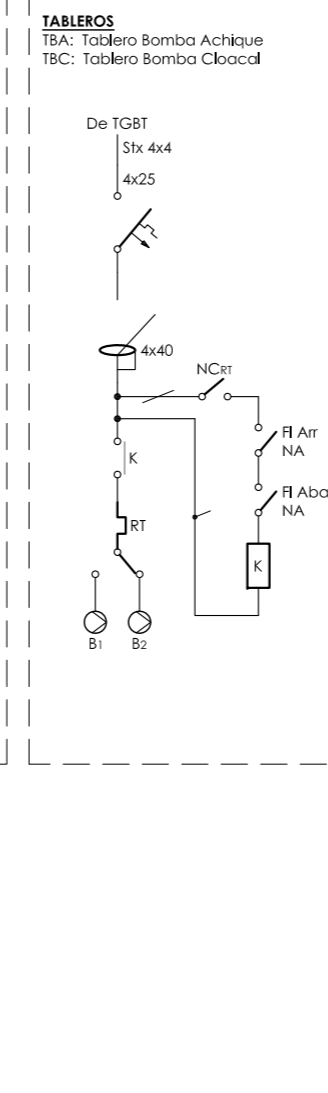 TABLEROS
TBA: Tablero Bomba Achique
TBC: Tablero Bomba Cloacal
De TGBT
Stx 4x4
4x25
4x40
NCRT
Fl Arr
NA
K
Fl Aba
NA
RT
K
B1
B2